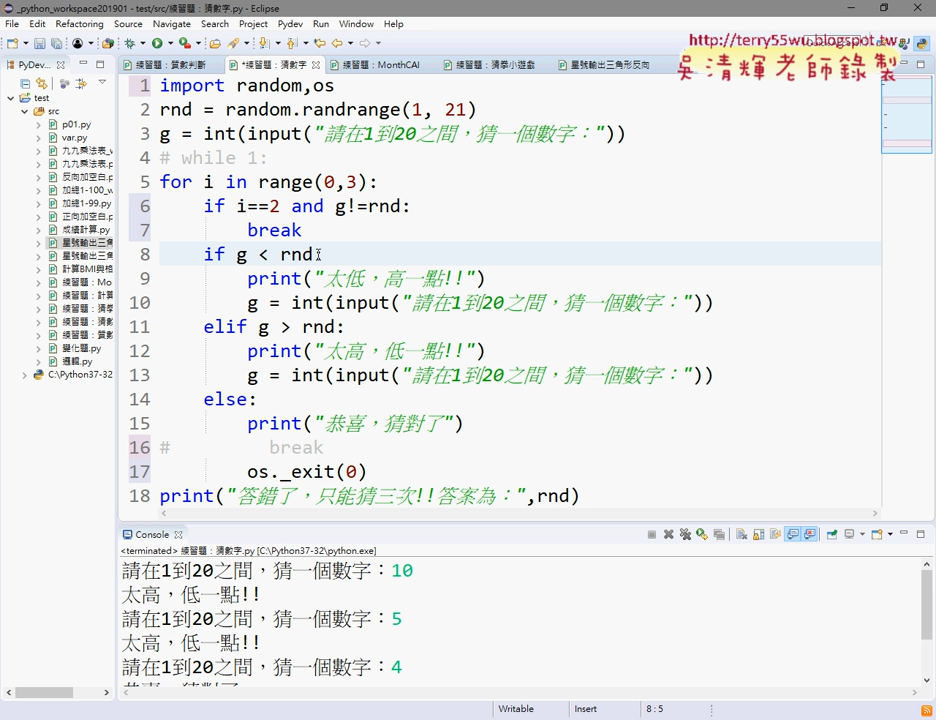 _python_workspace201901 - test/src/練習題：猜數字.py - Eclipse
File Edit Refactoring Source Navigate Search Project Pydev Run Window Help
http://terry55wu.blogspot.tw
吳清輝老師錄製
PyDev...
練習題：質數判斷
*練習題：猜數字
練習題：MonthCAl
練習題：猜拳小遊戲
星號輸出三角形反向
test
src
p01.py
var.py
九九乘法表_w
九九乘法表.p
反向加空白.p
加總1-100_w
加總1-99.py
正向加空白.p
成績計算.py
星號輸出三角
星號輸出三角
計算BMI與格
練習題：Mo
練習題：計算
練習題：猜拳
練習題：猜數
練習題：質數
變化題.py
邏輯.py
C:\Python37-32
1 import random,os
2 rnd = random.randrange(1, 21)
3 g = int(input("請在1到20之間，猜一個數字："))
4 # while 1:
5 for i in range(0,3):
6 if i==2 and g!=rnd:
7 break
8 if g < rnd:
9 print("太低，高一點!!")
10 g = int(input("請在1到20之間，猜一個數字："))
11 elif g > rnd:
12 print("太高，低一點!!")
13 g = int(input("請在1到20之間，猜一個數字："))
14 else:
15 print("恭喜，猜對了")
16 # break
17 os._exit(0)
18 print("答錯了，只能猜三次!!答案為：",rnd)
Console
<terminated> 練習題：猜數字.py [C:\Python37-32\python.exe]
請在1到20之間，猜一個數字：10
太高，低一點!!
請在1到20之間，猜一個數字：5
太高，低一點!!
請在1到20之間，猜一個數字：4
Writable Insert 8 : 5